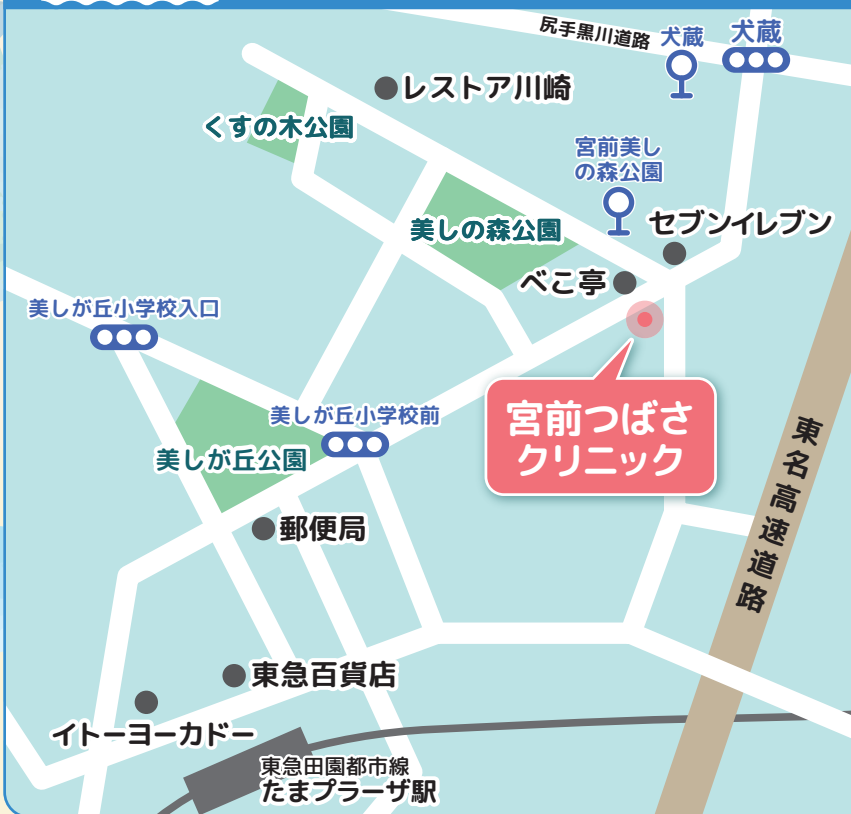 尻手黒川道路
犬蔵
犬蔵
レストア川崎
くすの木公園
宮前美し
の森公園
美しの森公園
セブンイレブン
べこ亭
美しが丘小学校入口
宮前つばさ
クリニック
美しが丘小学校前
美しが丘公園
東名高速道路
郵便局
東急百貨店
イトーヨーカドー
東急田園都市線
たまプラーザ駅